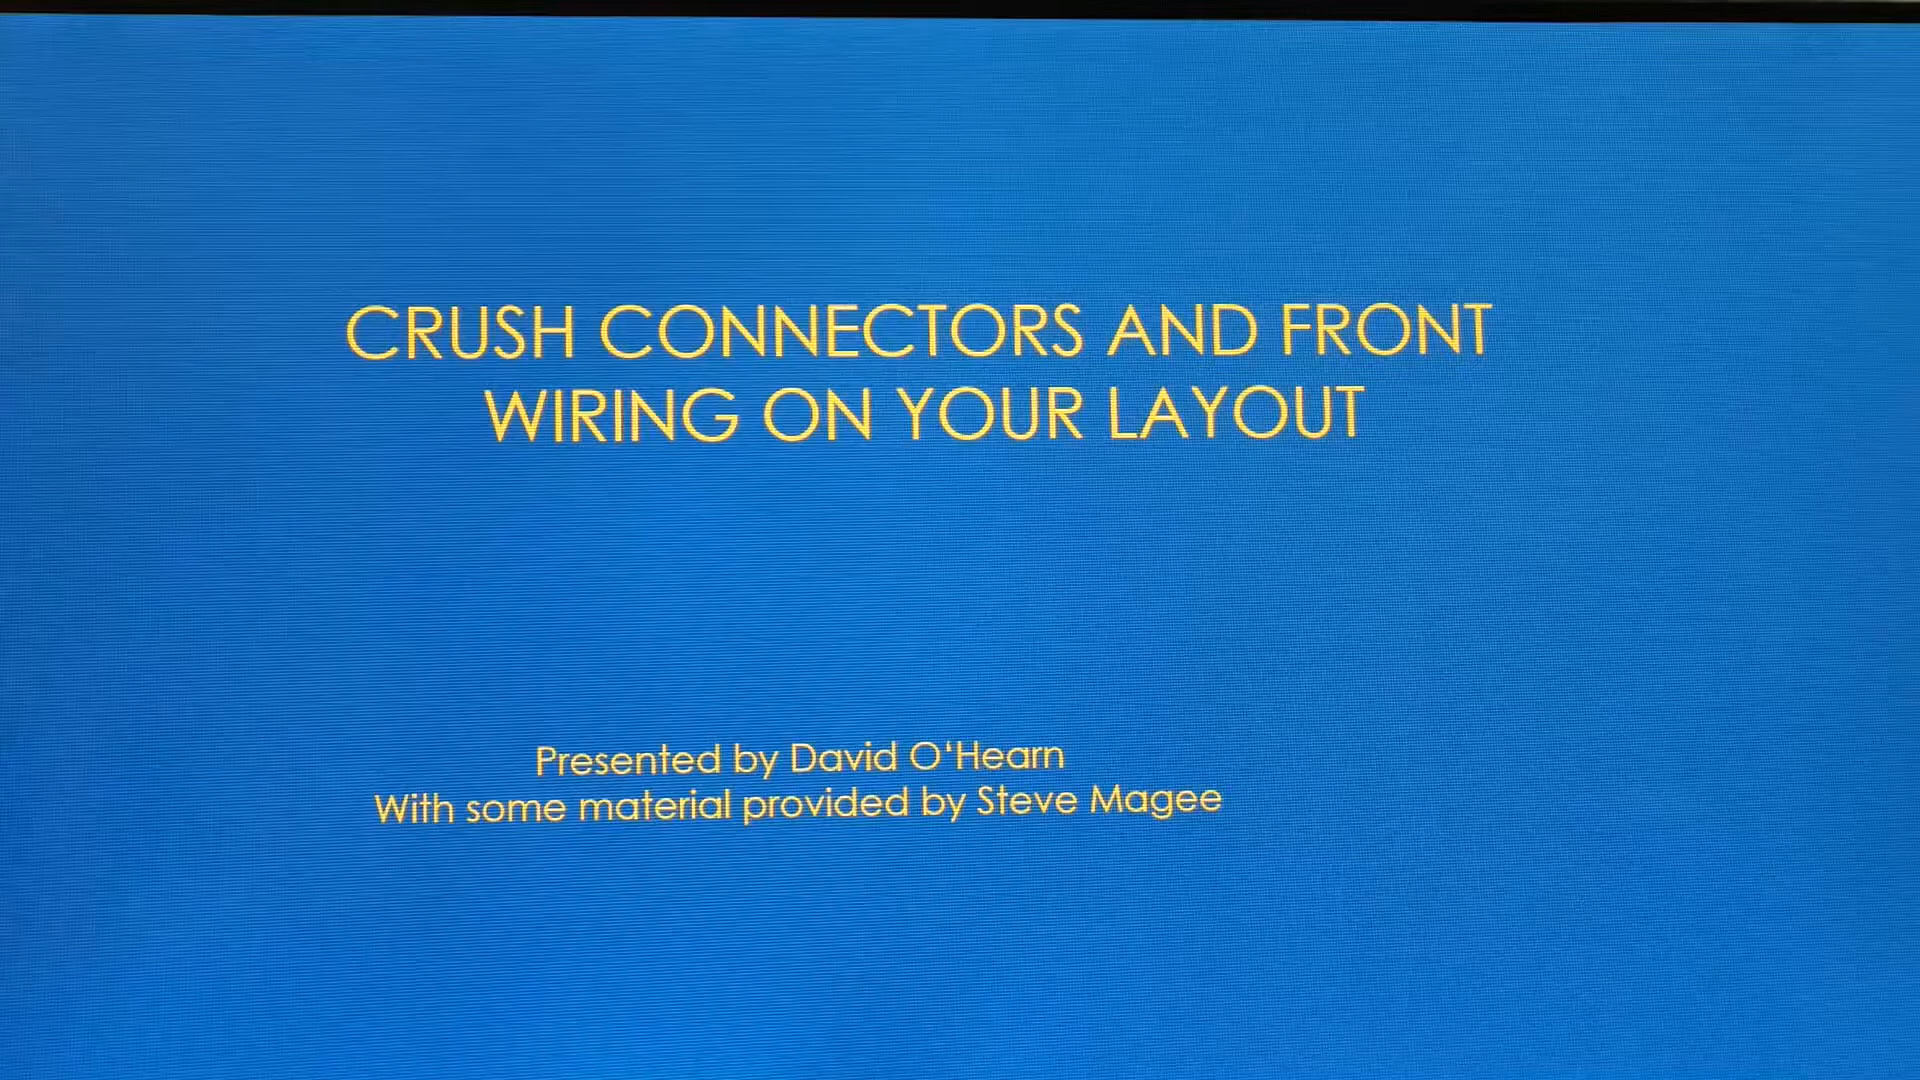 CRUSH CONNECTORS AND FRONT
WIRING ON YOUR LAYOUT
Presented by David O‘Hearn
With some material provided by Steve Magee